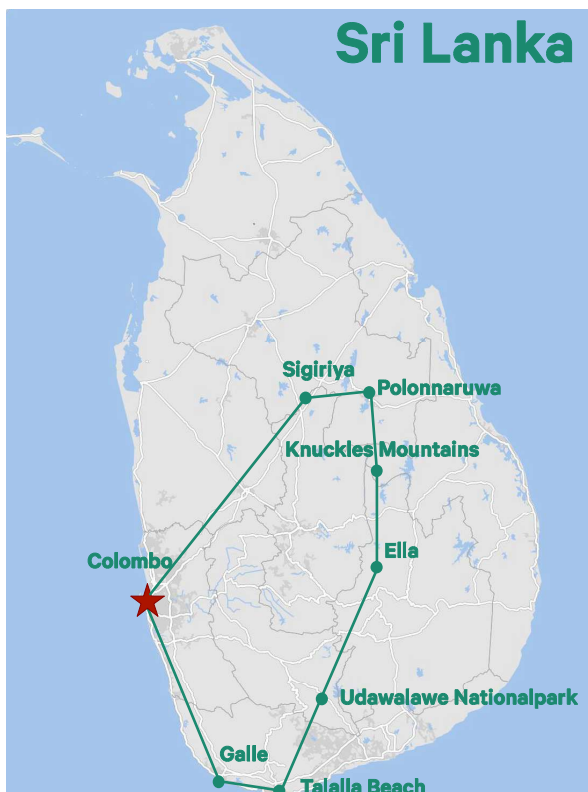 Sri Lanka
Sigiriya
Polonnaruwa
Knuckles Mountains
Ella
Colombo
Udawalawe Nationalpark
Galle
Talalla Beach